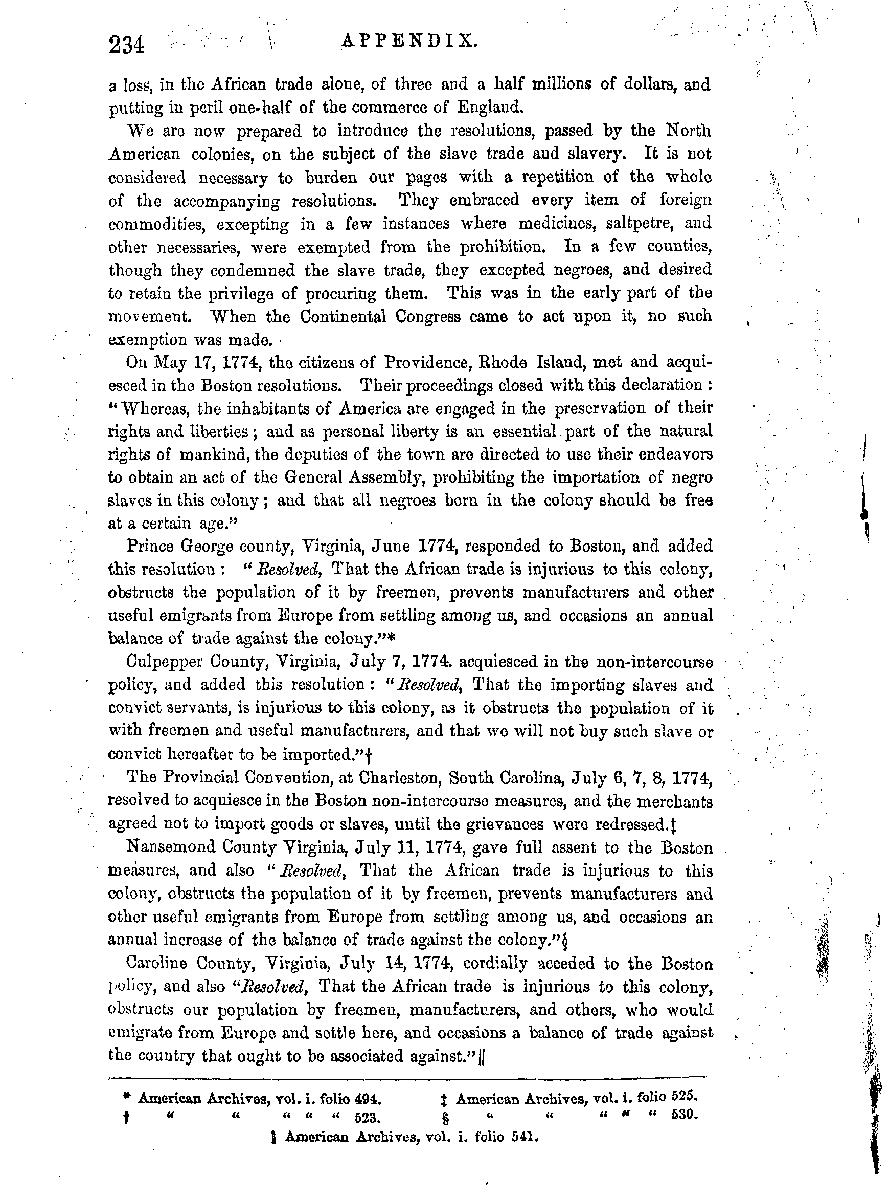 234 APPENDIX.
a loss, in the African trade alone, of three and a half millions of dollars, and
putting in peril one-half of the commerce of England.
We are now prepared to introduce the resolutions, passed by the North
American colonies, on the subject of the slave trade and slavery. It is not
considered necessary to burden our pages with a repetition of the whole
of the accompanying resolutions. They embraced every item of foreign
commodities, excepting in a few instances where medicines, saltpetre, and
other necessaries, were exempted from the prohibition. In a few counties,
though they condemned the slave trade, they excepted negroes, and desired
to retain the privilege of procuring them. This was in the early part of the
movement. When the Continental Congress came to act upon it, no such
exemption was made.
On May 17, 1774, the citizens of Providence, Rhode Island, met and acqui-
esced in the Boston resolutions. Their proceedings closed with this declaration :
"Whereas, the inhabitants of America are engaged in the preservation of their
rights and liberties ; and as personal liberty is an essential part of the natural
rights of mankind, the deputies of the town are directed to use their endeavors
to obtain an act of the General Assembly, prohibiting the importation of negro
slaves in this colony ; and that all negroes born in the colony should be free
at a certain age."
Prince George county, Virginia, June 1774, responded to Boston, and added
this resolution : "Resolved, That the African trade is injurious to this colony,
obstructs the population of it by freemen, prevents manufacturers and other
useful emigrants from Europe from settling among us, and occasions an annual
balance of trade against the colony."*
Culpepper County, Virginia, July 7, 1774. acquiesced in the non-intercourse
policy, and added this resolution : "Resolved, That the importing slaves and
convict servants, is injurious to this colony, as it obstructs the population of it
with freemen and useful manufacturers, and that we will not buy such slave or
convict hereafter to be imported."†
The Provincial Convention, at Charleston, South Carolina, July 6, 7, 8, 1774,
resolved to acquiesce in the Boston non-intercourse measures, and the merchants
agreed not to import goods or slaves, until the grievances were redressed.‡
Nansemond County Virginia, July 11, 1774, gave full assent to the Boston
measures, and also "Resolved, That the African trade is injurious to this
colony, obstructs the population of it by freemen, prevents manufacturers and
other useful emigrants from Europe from settling among us, and occasions an
annual increase of the balance of trade against the colony."§
Caroline County, Virginia, July 14, 1774, cordially acceded to the Boston
policy, and also "Resolved, That the African trade is injurious to this colony,
obstructs our population by freemen, manufacturers, and others, who would
emigrate from Europe and settle here, and occasions a balance of trade against
the country that ought to be associated against."||
* American Archives, vol. i. folio 494. ‡ American Archives, vol. i. folio 525.
† " " " " " 523. § " " " " " 530.
|| American Archives, vol. i. folio 541.